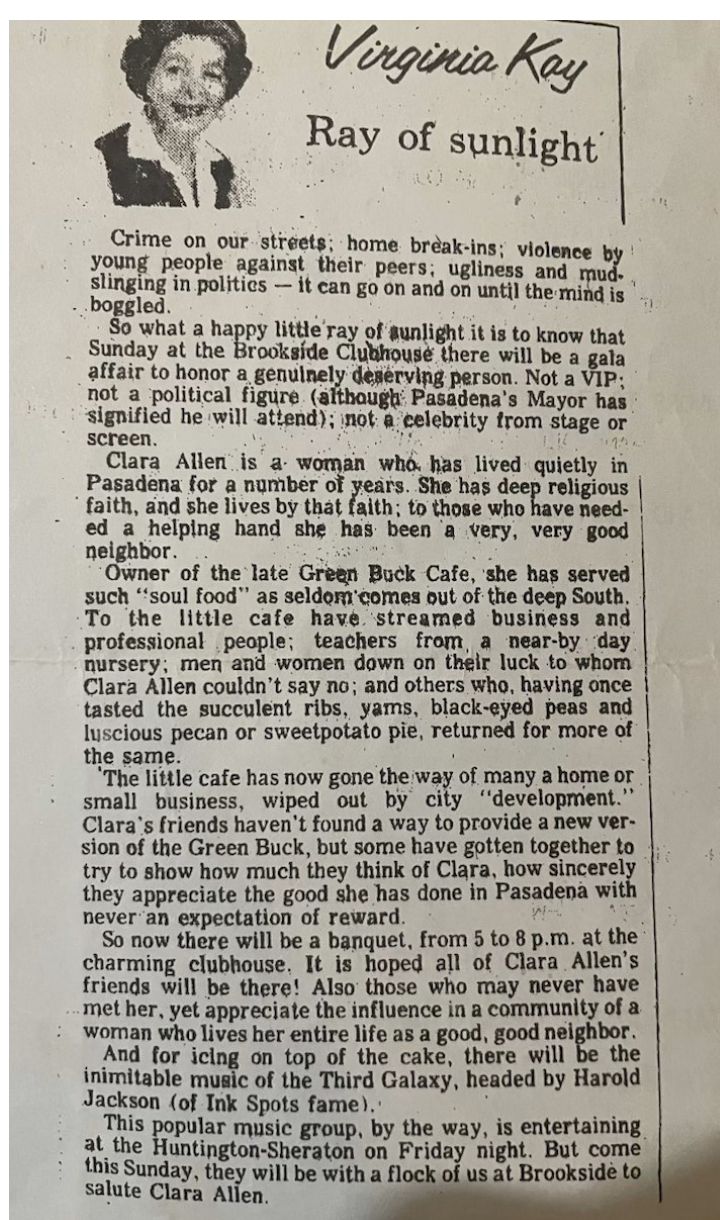 Virginia Kay
Ray of sunlight
Crime on our streets; home break-ins; violence by
young people against their peers; ugliness and mud-
slinging in politics — it can go on and on until the mind is
boggled.
So what a happy little ray of sunlight it is to know that
Sunday at the Brookside Clubhouse there will be a gala
affair to honor a genuinely deserving person. Not a VIP;
not a political figure (although Pasadena's Mayor has
signified he will attend); not a celebrity from stage or
screen.
Clara Allen is a woman who has lived quietly in
Pasadena for a number of years. She has deep religious
faith, and she lives by that faith; to those who have need-
ed a helping hand she has been a very, very good
neighbor.
Owner of the late Green Buck Cafe, she has served
such "soul food" as seldom comes out of the deep South.
To the little cafe have streamed business and
professional people; teachers from a near-by day
nursery; men and women down on their luck to whom
Clara Allen couldn't say no; and others who, having once
tasted the succulent ribs, yams, black-eyed peas and
luscious pecan or sweetpotato pie, returned for more of
the same.
The little cafe has now gone the way of many a home or
small business, wiped out by city "development."
Clara's friends haven't found a way to provide a new ver-
sion of the Green Buck, but some have gotten together to
try to show how much they think of Clara, how sincerely
they appreciate the good she has done in Pasadena with
never an expectation of reward.
So now there will be a banquet, from 5 to 8 p.m. at the
charming clubhouse. It is hoped all of Clara Allen's
friends will be there! Also those who may never have
met her, yet appreciate the influence in a community of a
woman who lives her entire life as a good, good neighbor.
And for icing on top of the cake, there will be the
inimitable music of the Third Galaxy, headed by Harold
Jackson (of Ink Spots fame).
This popular music group, by the way, is entertaining
at the Huntington-Sheraton on Friday night. But come
this Sunday, they will be with a flock of us at Brookside to
salute Clara Allen.